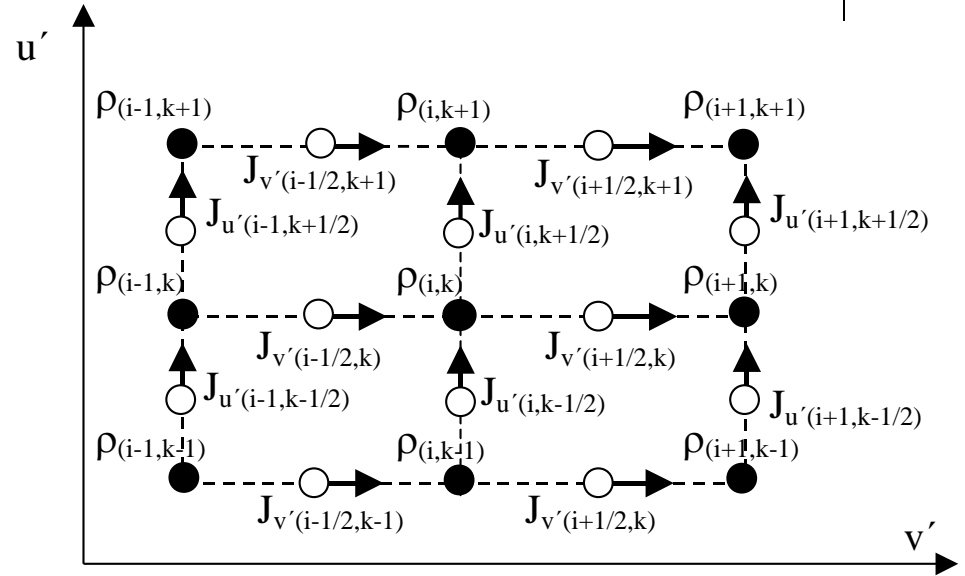 u´
ρ(i-1,k+1) ρ(i,k+1) ρ(i+1,k+1)
Jv´(i-1/2,k+1) Jv´(i+1/2,k+1)
Ju´(i-1,k+1/2) Ju´(i,k+1/2) Ju´(i+1,k+1/2)
ρ(i-1,k) ρ(i,k) ρ(i+1,k)
Jv´(i-1/2,k) Jv´(i+1/2,k)
Ju´(i-1,k-1/2) Ju´(i,k-1/2) Ju´(i+1,k-1/2)
ρ(i-1,k-1) ρ(i,k-1) ρ(i+1,k-1)
Jv´(i-1/2,k-1) Jv´(i+1/2,k)
v´